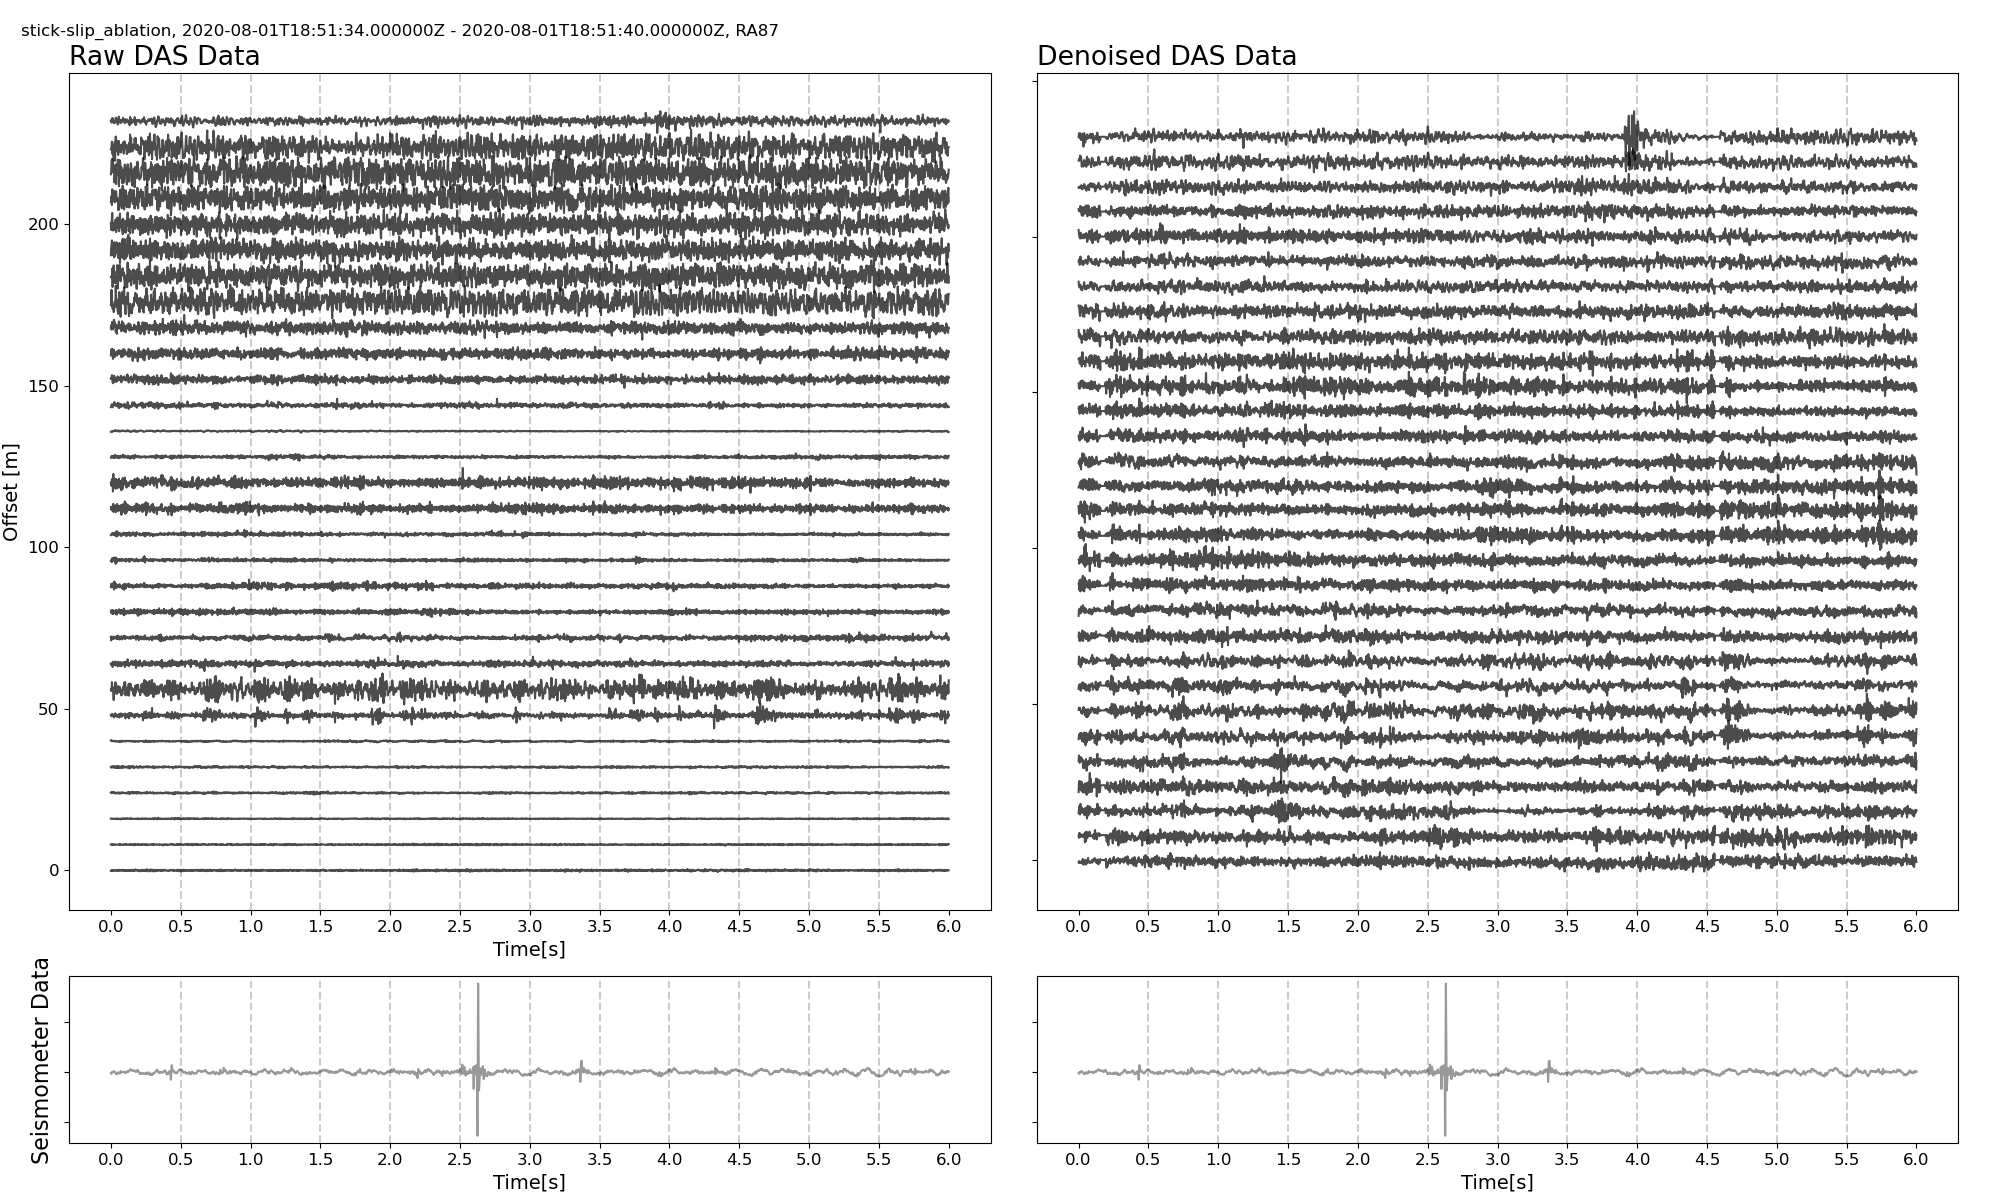 stick-slip_ablation, 2020-08-01T18:51:34.000000Z - 2020-08-01T18:51:40.000000Z, RA87
Raw DAS Data
Denoised DAS Data
Offset [m]
200
150
100
50
0
0.0 0.5 1.0 1.5 2.0 2.5 3.0 3.5 4.0 4.5 5.0 5.5 6.0
Time[s]
0.0 0.5 1.0 1.5 2.0 2.5 3.0 3.5 4.0 4.5 5.0 5.5 6.0
Seismometer Data
0.0 0.5 1.0 1.5 2.0 2.5 3.0 3.5 4.0 4.5 5.0 5.5 6.0
Time[s]
0.0 0.5 1.0 1.5 2.0 2.5 3.0 3.5 4.0 4.5 5.0 5.5 6.0
Time[s]